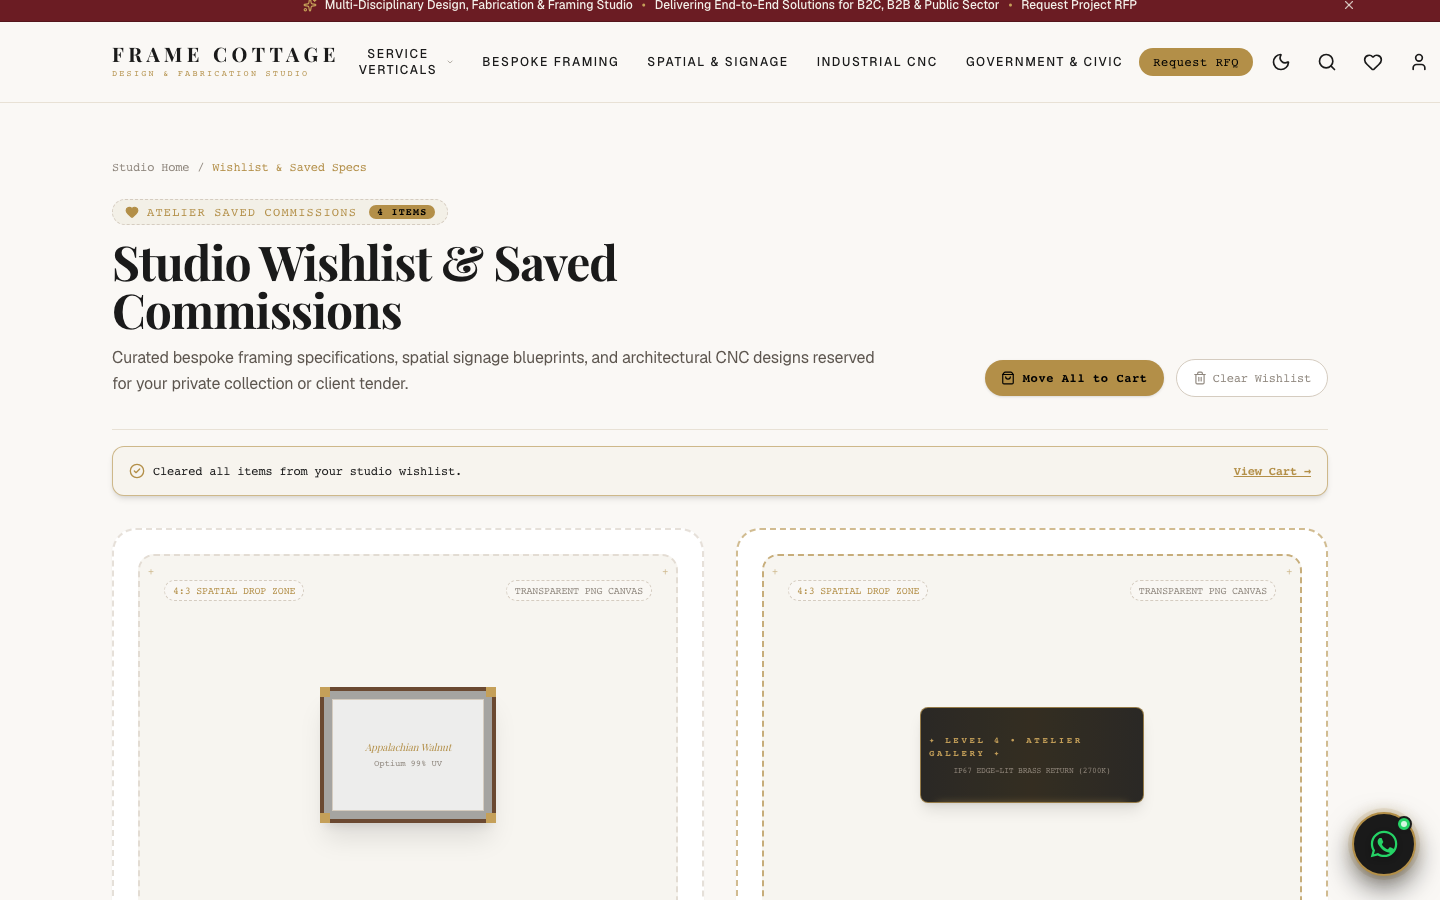 Multi-Disciplinary Design, Fabrication & Framing Studio • Delivering End-to-End Solutions for B2C, B2B & Public Sector • Request Project RFP
FRAME COTTAGE
DESIGN & FABRICATION STUDIO
SERVICE
VERTICALS
BESPOKE FRAMING
SPATIAL & SIGNAGE
INDUSTRIAL CNC
GOVERNMENT & CIVIC
Request RFQ
Studio Home / Wishlist & Saved Specs
ATELIER SAVED COMMISSIONS 4 ITEMS
Studio Wishlist & Saved
Commissions
Curated bespoke framing specifications, spatial signage blueprints, and architectural CNC designs reserved
for your private collection or client tender.
Move All to Cart
Clear Wishlist
Cleared all items from your studio wishlist.
View Cart →
4:3 SPATIAL DROP ZONE
TRANSPARENT PNG CANVAS
Appalachian Walnut
Optium 99% UV
4:3 SPATIAL DROP ZONE
TRANSPARENT PNG CANVAS
✦ LEVEL 4 • ATELIER
GALLERY ✦
IP67 EDGE-LIT BRASS RETURN (2700K)